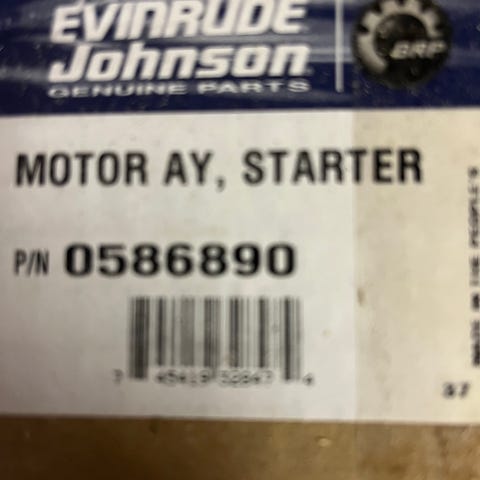 EVINRUDE
Johnson
GENUINE PARTS
BRP
MOTOR AY, STARTER
P/N 0586890
37